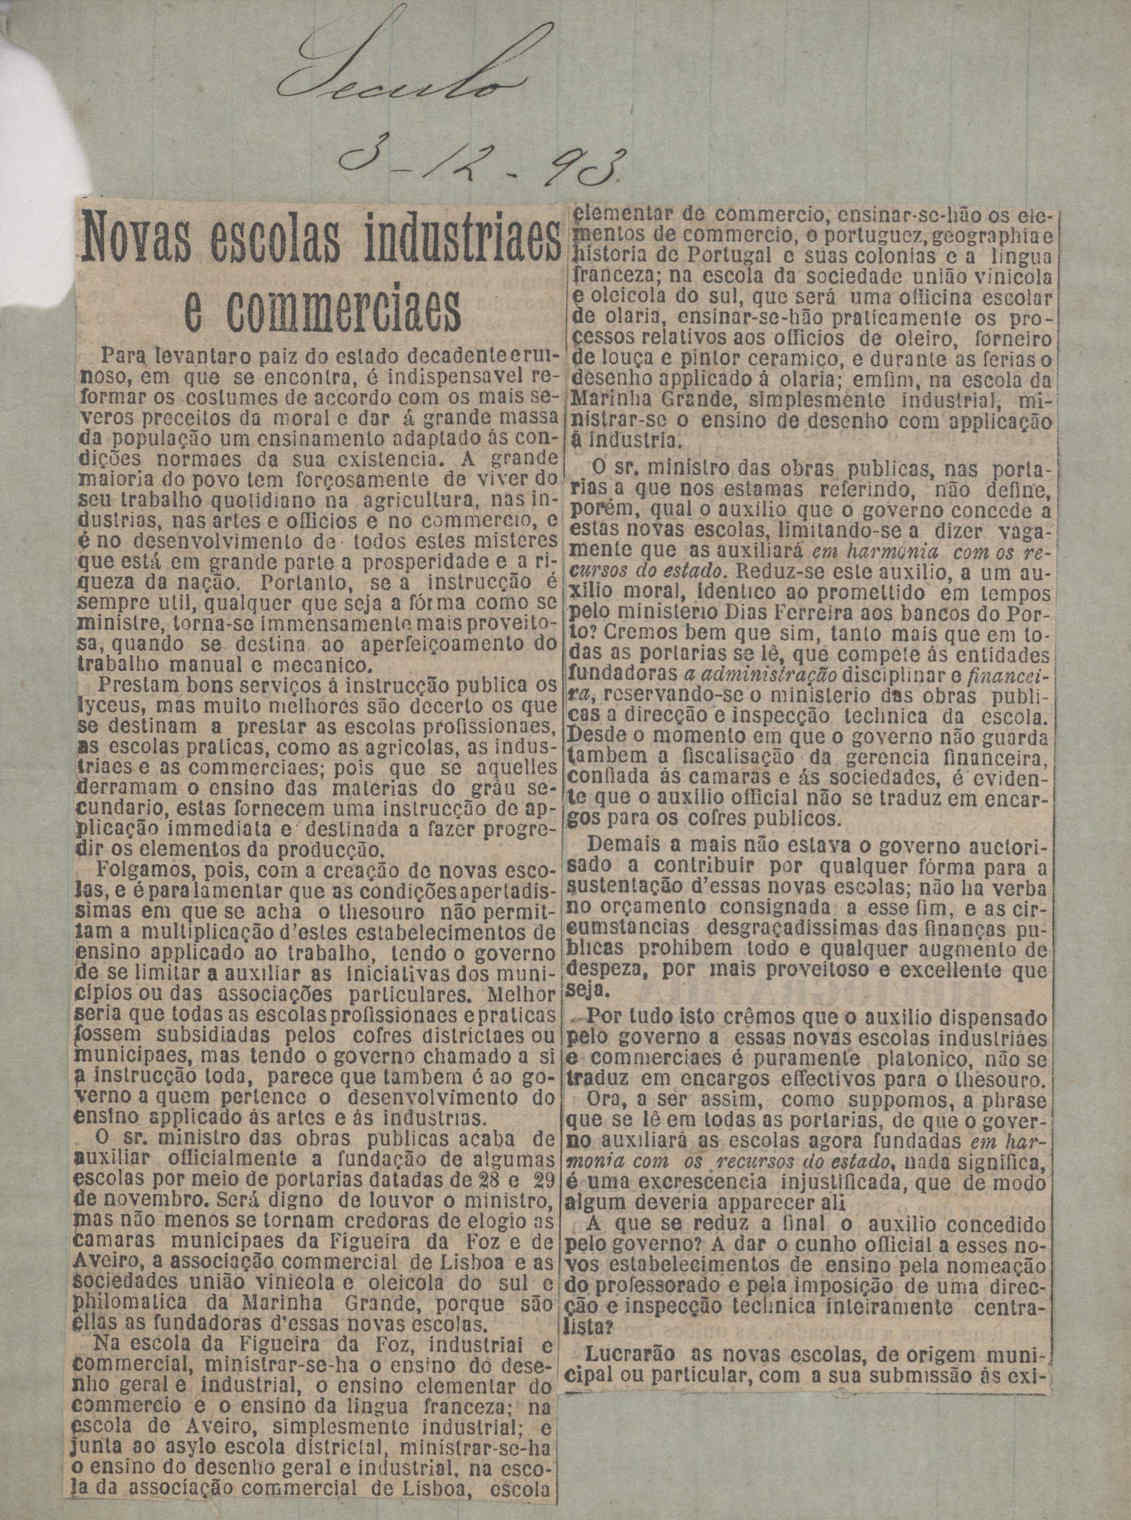 Seculo
3-12-93.
Novas escolas industriaes
e commerciaes
Para levantar o paiz do estado decadente e rui-
noso, em que se encontra, é indispensavel re-
formar os costumes de accordo com os mais se-
veros preceitos da moral e dar á grande massa
da população um ensinamento adaptado ás con-
dições normaes da sua existencia. A grande
maioria do povo tem forçosamente de viver do
seu trabalho quotidiano na agricultura, nas in-
dustrias, nas artes e officios e no commercio, e
é no desenvolvimento de todos estes misteres
que está em grande parte a prosperidade e a ri-
queza da nação. Portanto, se a instrucção é
sempre util, qualquer que seja a fórma como se
ministre, torna-se immensamente mais proveito-
sa, quando se destina ao aperfeiçoamento do
trabalho manual e mecanico.
Prestam bons serviços á instrucção publica os
lyceus, mas muito melhores são decerto os que
se destinam a prestar as escolas profissionaes,
as escolas praticas, como as agricolas, as indus-
triaes e as commerciaes; pois que se aquelles
derramam o ensino das materias do gráu se-
cundario, estas fornecem uma instrucção de ap-
plicação immediata e destinada a fazer progre-
dir os elementos da producção.
Folgamos, pois, com a creação de novas esco-
las, e é para lamentar que as condições apertadis-
simas em que se acha o thesouro não permit-
tam a multiplicação d'estes estabelecimentos de
ensino applicado ao trabalho, tendo o governo
de se limitar a auxiliar as iniciativas dos muni-
cipios ou das associações particulares. Melhor
seria que todas as escolas profissionaes e praticas
fossem subsidiadas pelos cofres districtaes ou
municipaes, mas tendo o governo chamado a si
a instrucção toda, parece que tambem é ao go-
verno a quem pertence o desenvolvimento do
ensino applicado ás artes e ás industrias.
O sr. ministro das obras publicas acaba de
auxiliar officialmente a fundação de algumas
escolas por meio de portarias datadas de 28 e 29
de novembro. Será digno de louvor o ministro,
mas não menos se tornam credoras de elogio as
camaras municipaes da Figueira da Foz e de
Aveiro, a associação commercial de Lisboa e as
sociedades união vinicola e oleicola do sul e
philomatica da Marinha Grande, porque são
ellas as fundadoras d'essas novas escolas.
Na escola da Figueira da Foz, industrial e
commercial, ministrar-se-ha o ensino do dese-
nho geral e industrial, o ensino elementar do
commercio e o ensino da lingua franceza; na
escola de Aveiro, simplesmente industrial; e
junta ao asylo escola districtal, ministrar-se-ha
o ensino do desenho geral e industrial, na esco-
la da associação commercial de Lisboa, escola
elementar de commercio, ensinar-se-hão os ele-
mentos de commercio, o portuguez, geographia e
historia de Portugal e suas colonias e a lingua
franceza; na escola da sociedade união vinicola
e oleicola do sul, que será uma officina escolar
de olaria, ensinar-se-hão praticamente os pro-
cessos relativos aos officios de oleiro, forneiro
de louça e pintor ceramico, e durante as ferias o
desenho applicado á olaria; emfim, na escola da
Marinha Grande, simplesmente industrial, mi-
nistrar-se o ensino de desenho com applicação
á industria.
O sr. ministro das obras publicas, nas porta-
rias a que nos estamas referindo, não define,
porém, qual o auxilio que o governo concede a
estas novas escolas, limitando-se a dizer vaga-
mente que as auxiliará em harmonia com os re-
cursos do estado. Reduz-se este auxilio, a um au-
xilio moral, identico ao promettido em tempos
pelo ministerio Dias Ferreira aos bancos do Por-
to? Cremos bem que sim, tanto mais que em to-
das as portarias se lê, que compete ás entidades
fundadoras a administração disciplinar e financei-
ra, reservando-se o ministerio das obras publi-
cas a direcção e inspecção technica da escola.
Desde o momento em que o governo não guarda
tambem a fiscalisação da gerencia financeira,
confiada ás camaras e ás sociedades, é eviden-
te que o auxilio official não se traduz em encar-
gos para os cofres publicos.
Demais a mais não estava o governo auctori-
sado a contribuir por qualquer fórma para a
sustentação d'essas novas escolas; não ha verba
no orçamento consignada a esse fim, e as cir-
cumstancias desgraçadissimas das finanças pu-
blicas prohibem todo e qualquer augmento de
despeza, por mais proveitoso e excellente que
seja.
Por tudo isto crêmos que o auxilio dispensado
pelo governo a essas novas escolas industriaes
e commerciaes é puramente platonico, não se
traduz em encargos effectivos para o thesouro.
Ora, a ser assim, como suppomos, a phrase
que se lê em todas as portarias, de que o gover-
no auxiliará as escolas agora fundadas em har-
monia com os recursos do estado, nada significa,
é uma excrescencia injustificada, que de modo
algum deveria apparecer ali
A que se reduz a final o auxilio concedido
pelo governo? A dar o cunho official a esses no-
vos estabelecimentos de ensino pela nomeação
do professorado e pela imposição de uma direc-
ção e inspecção technica inteiramente centra-
lista?
Lucrarão as novas escolas, de origem muni-
cipal ou particular, com a sua submissão ás exi-